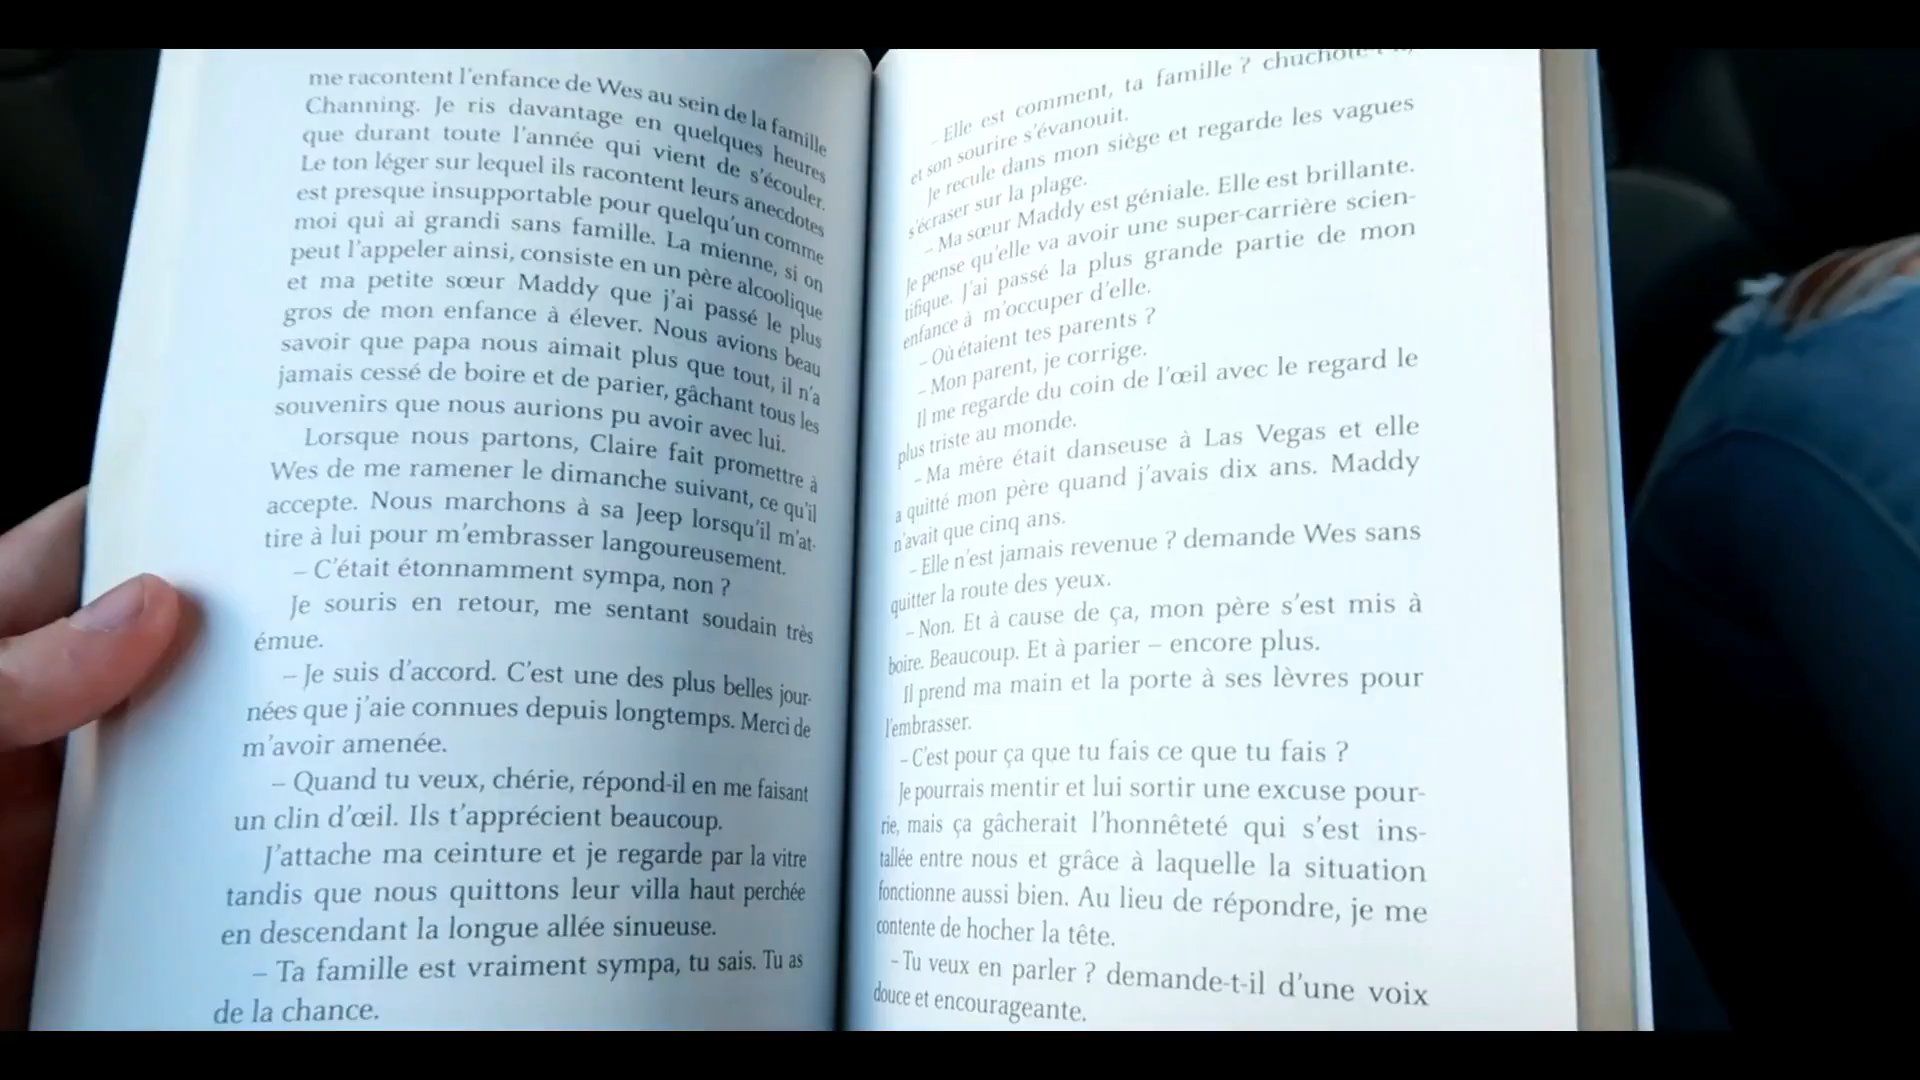 me racontent l'enfance de Wes au sein de la famille
Channing. Je ris davantage en quelques heures
que durant toute l'année qui vient de s'écouler.
Le ton léger sur lequel ils racontent leurs anecdotes
est presque insupportable pour quelqu'un comme
moi qui ai grandi sans famille. La mienne, si on
peut l'appeler ainsi, consiste en un père alcoolique
et ma petite sœur Maddy que j'ai passé le plus
gros de mon enfance à élever. Nous avions beau
savoir que papa nous aimait plus que tout, il n'a
jamais cessé de boire et de parier, gâchant tous les
souvenirs que nous aurions pu avoir avec lui.
Lorsque nous partons, Claire fait promettre à
Wes de me ramener le dimanche suivant, ce qu'il
accepte. Nous marchons à sa Jeep lorsqu'il m'at-
tire à lui pour m'embrasser langoureusement.
– C'était étonnamment sympa, non ?
Je souris en retour, me sentant soudain très
émue.
– Je suis d'accord. C'est une des plus belles jour-
nées que j'aie connues depuis longtemps. Merci de
m'avoir amenée.
– Quand tu veux, chérie, répond-il en me faisant
un clin d'œil. Ils t'apprécient beaucoup.
J'attache ma ceinture et je regarde par la vitre
tandis que nous quittons leur villa haut perchée
en descendant la longue allée sinueuse.
– Ta famille est vraiment sympa, tu sais. Tu as
de la chance.
– Elle est comment, ta famille ? chuchote-t-il,
et son sourire s'évanouit.
Je recule dans mon siège et regarde les vagues
s'écraser sur la plage.
– Ma sœur Maddy est géniale. Elle est brillante.
Je pense qu'elle va avoir une super-carrière scien-
tifique. J'ai passé la plus grande partie de mon
enfance à m'occuper d'elle.
– Où étaient tes parents ?
– Mon parent, je corrige.
Il me regarde du coin de l'œil avec le regard le
plus triste au monde.
– Ma mère était danseuse à Las Vegas et elle
a quitté mon père quand j'avais dix ans. Maddy
n'avait que cinq ans.
– Elle n'est jamais revenue ? demande Wes sans
quitter la route des yeux.
– Non. Et à cause de ça, mon père s'est mis à
boire. Beaucoup. Et à parier – encore plus.
Il prend ma main et la porte à ses lèvres pour
l'embrasser.
– C'est pour ça que tu fais ce que tu fais ?
Je pourrais mentir et lui sortir une excuse pour-
rie, mais ça gâcherait l'honnêteté qui s'est ins-
tallée entre nous et grâce à laquelle la situation
fonctionne aussi bien. Au lieu de répondre, je me
contente de hocher la tête.
– Tu veux en parler ? demande-t-il d'une voix
douce et encourageante.